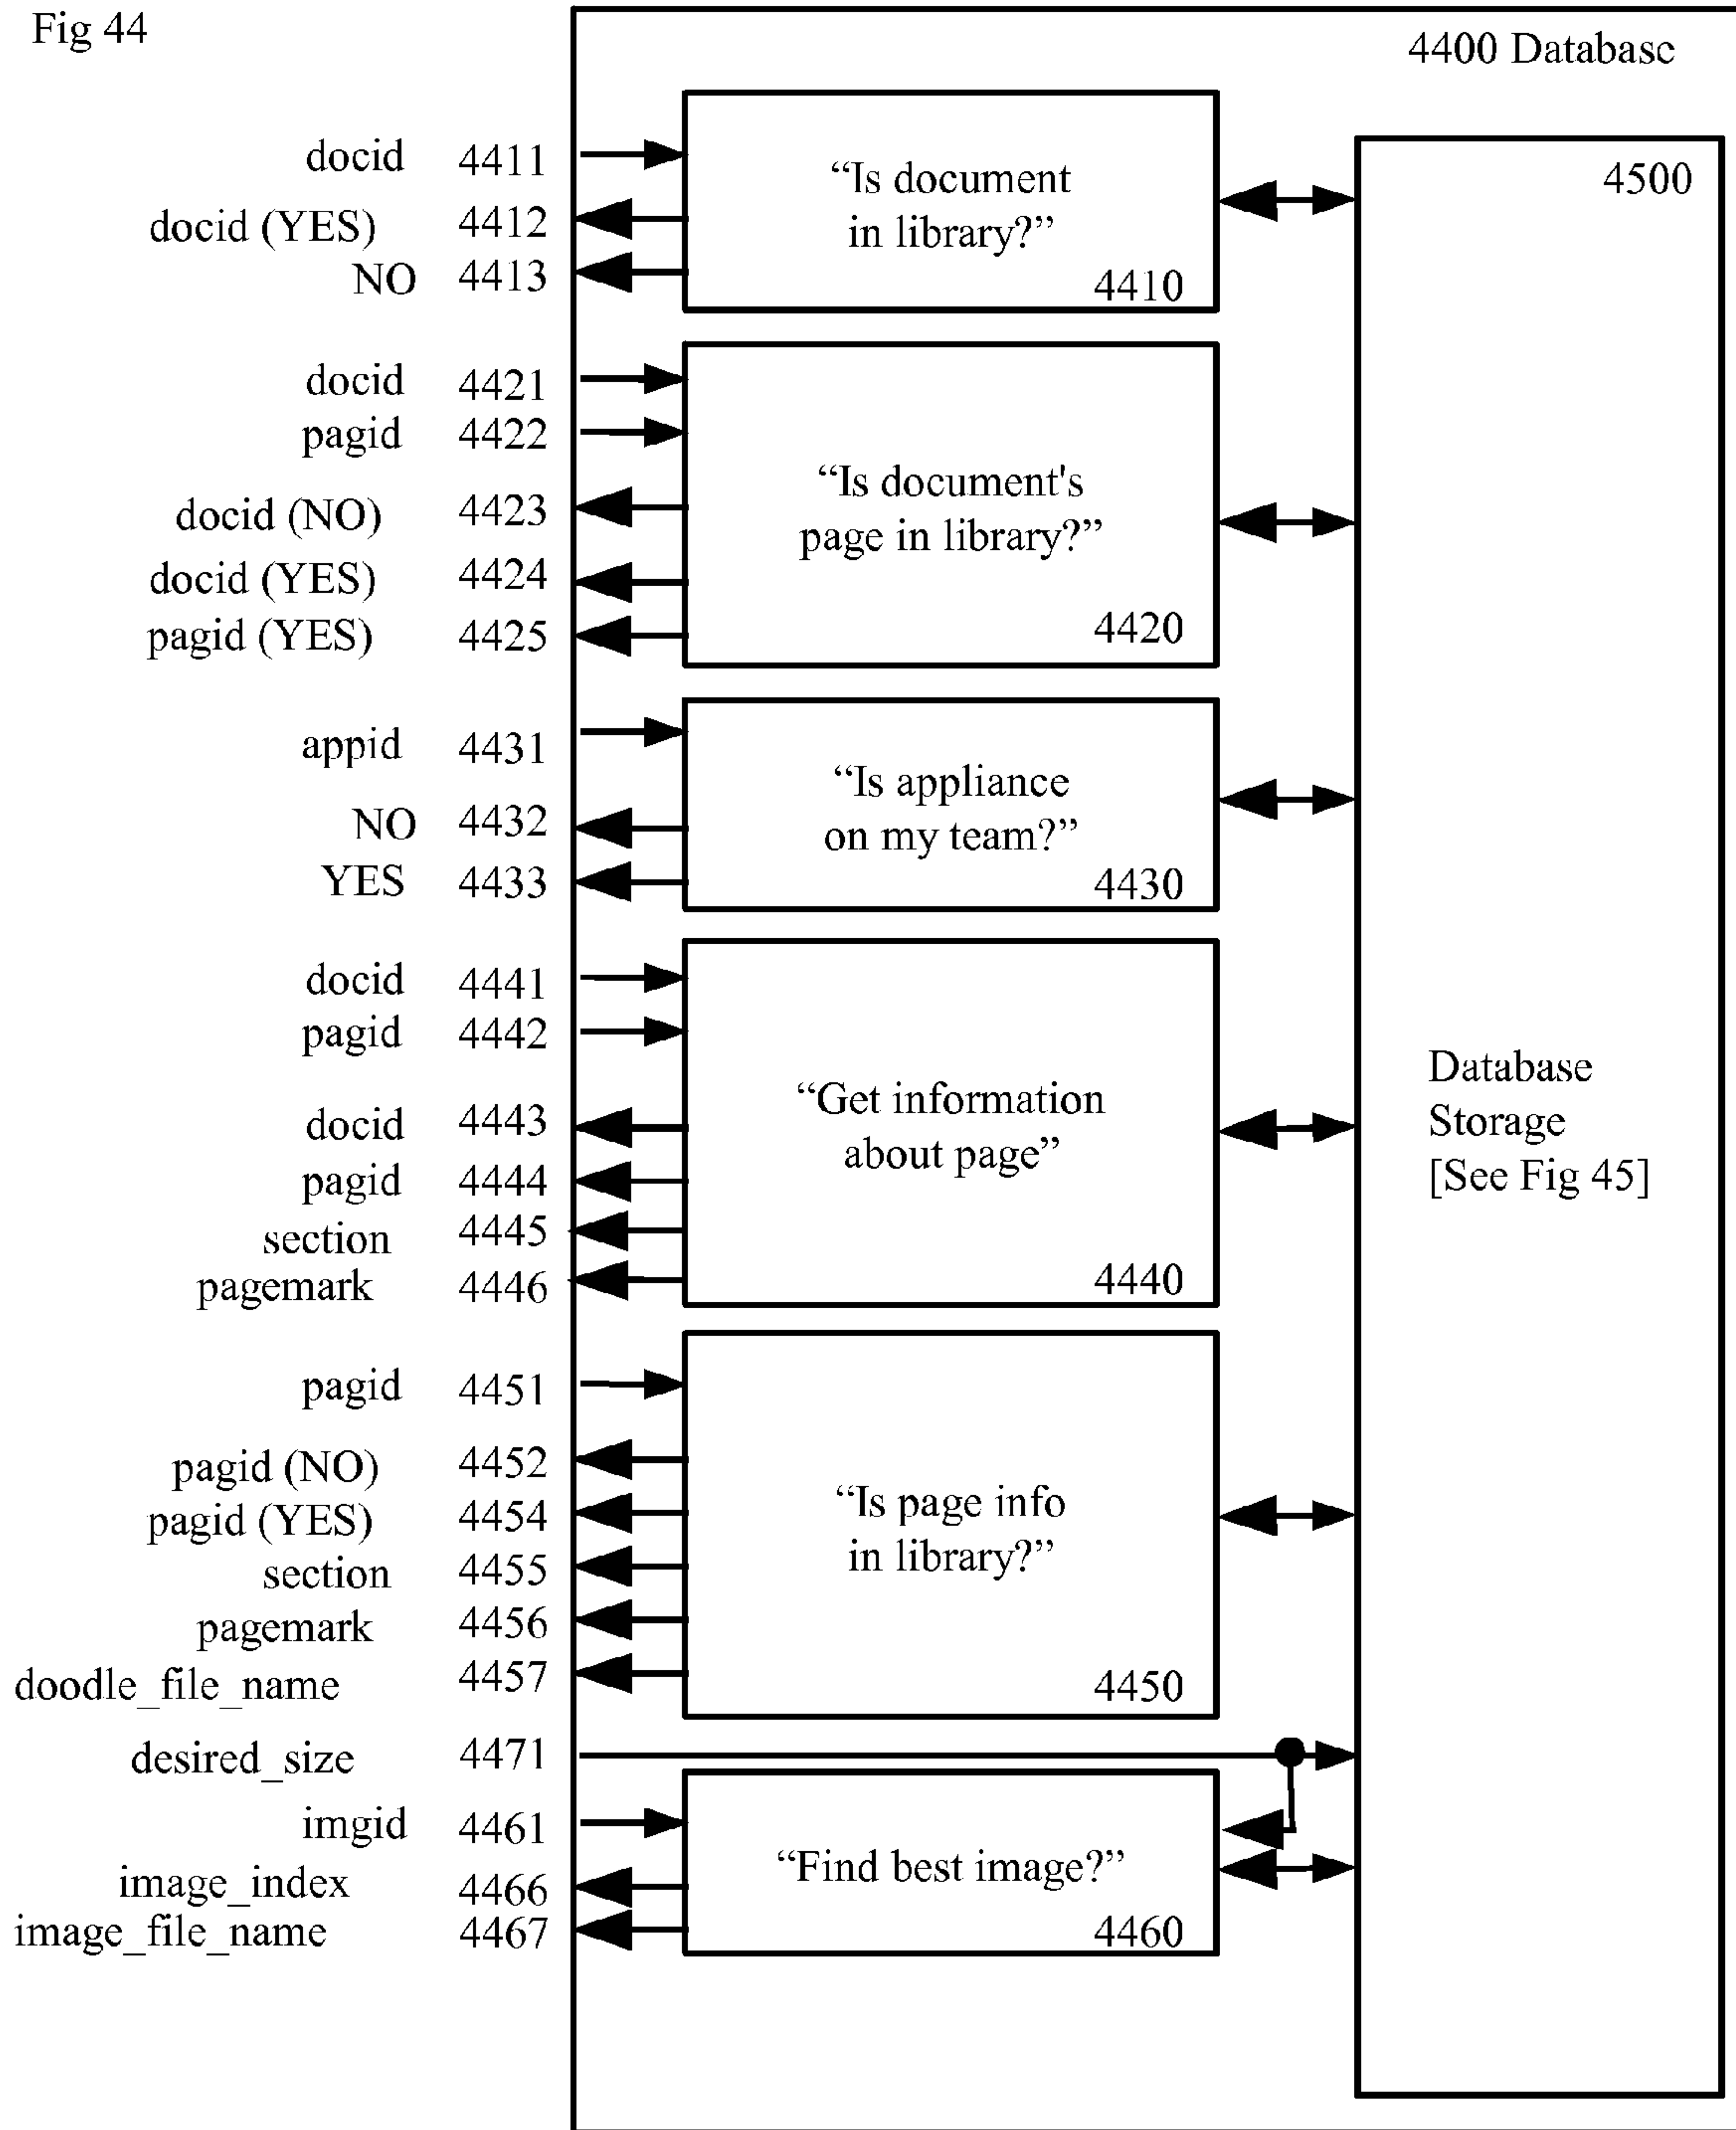 Fig 44
4400 Database
4500
docid 4411
docid (YES) 4412
NO 4413
“Is document
in library?”
4410
docid 4421
pagid 4422
docid (NO) 4423
docid (YES) 4424
pagid (YES) 4425
“Is document's
page in library?”
4420
appid 4431
NO 4432
YES 4433
“Is appliance
on my team?”
4430
docid 4441
pagid 4442
docid 4443
pagid 4444
section 4445
pagemark 4446
“Get information
about page”
4440
Database
Storage
[See Fig 45]
pagid 4451
pagid (NO) 4452
pagid (YES) 4454
section 4455
pagemark 4456
doodle_file_name 4457
“Is page info
in library?”
4450
desired_size 4471
imgid 4461
image_index 4466
image_file_name 4467
“Find best image?”
4460